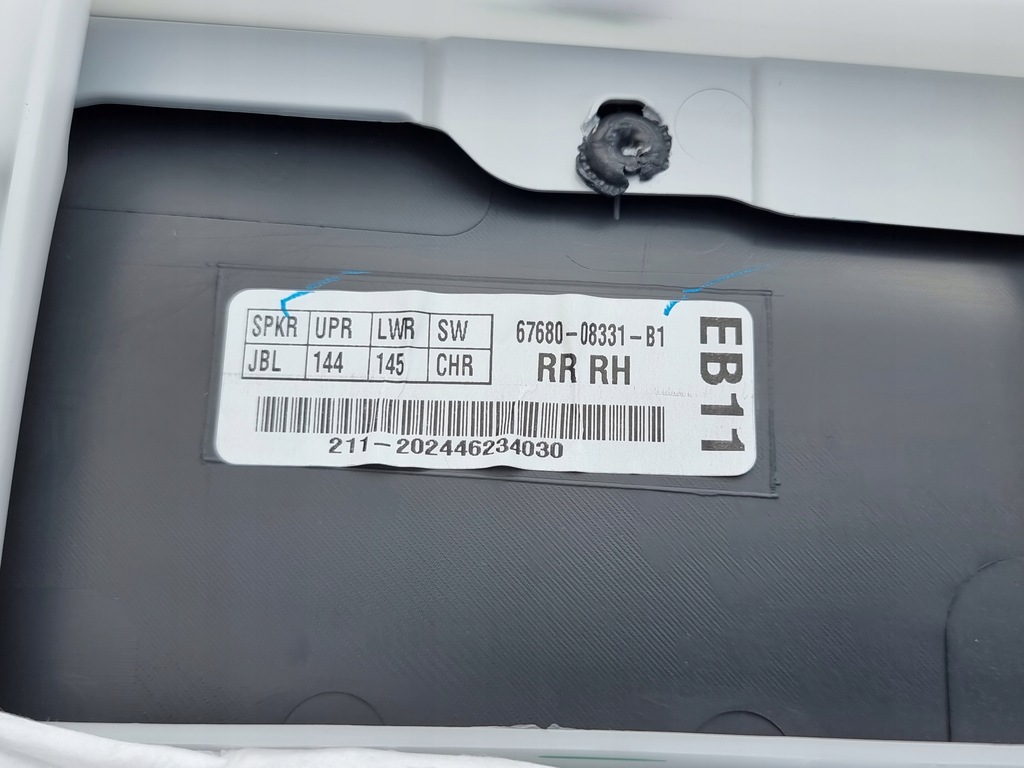 SPKR UPR LWR SW
JBL 144 145 CHR
67680-08331-B1
RR RH
EB11
211-202446234030